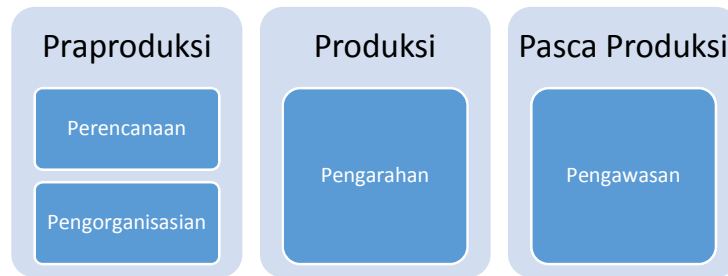 Praproduksi
Perencanaan
Pengorganisasian
Produksi
Pengarahan
Pasca Produksi
Pengawasan